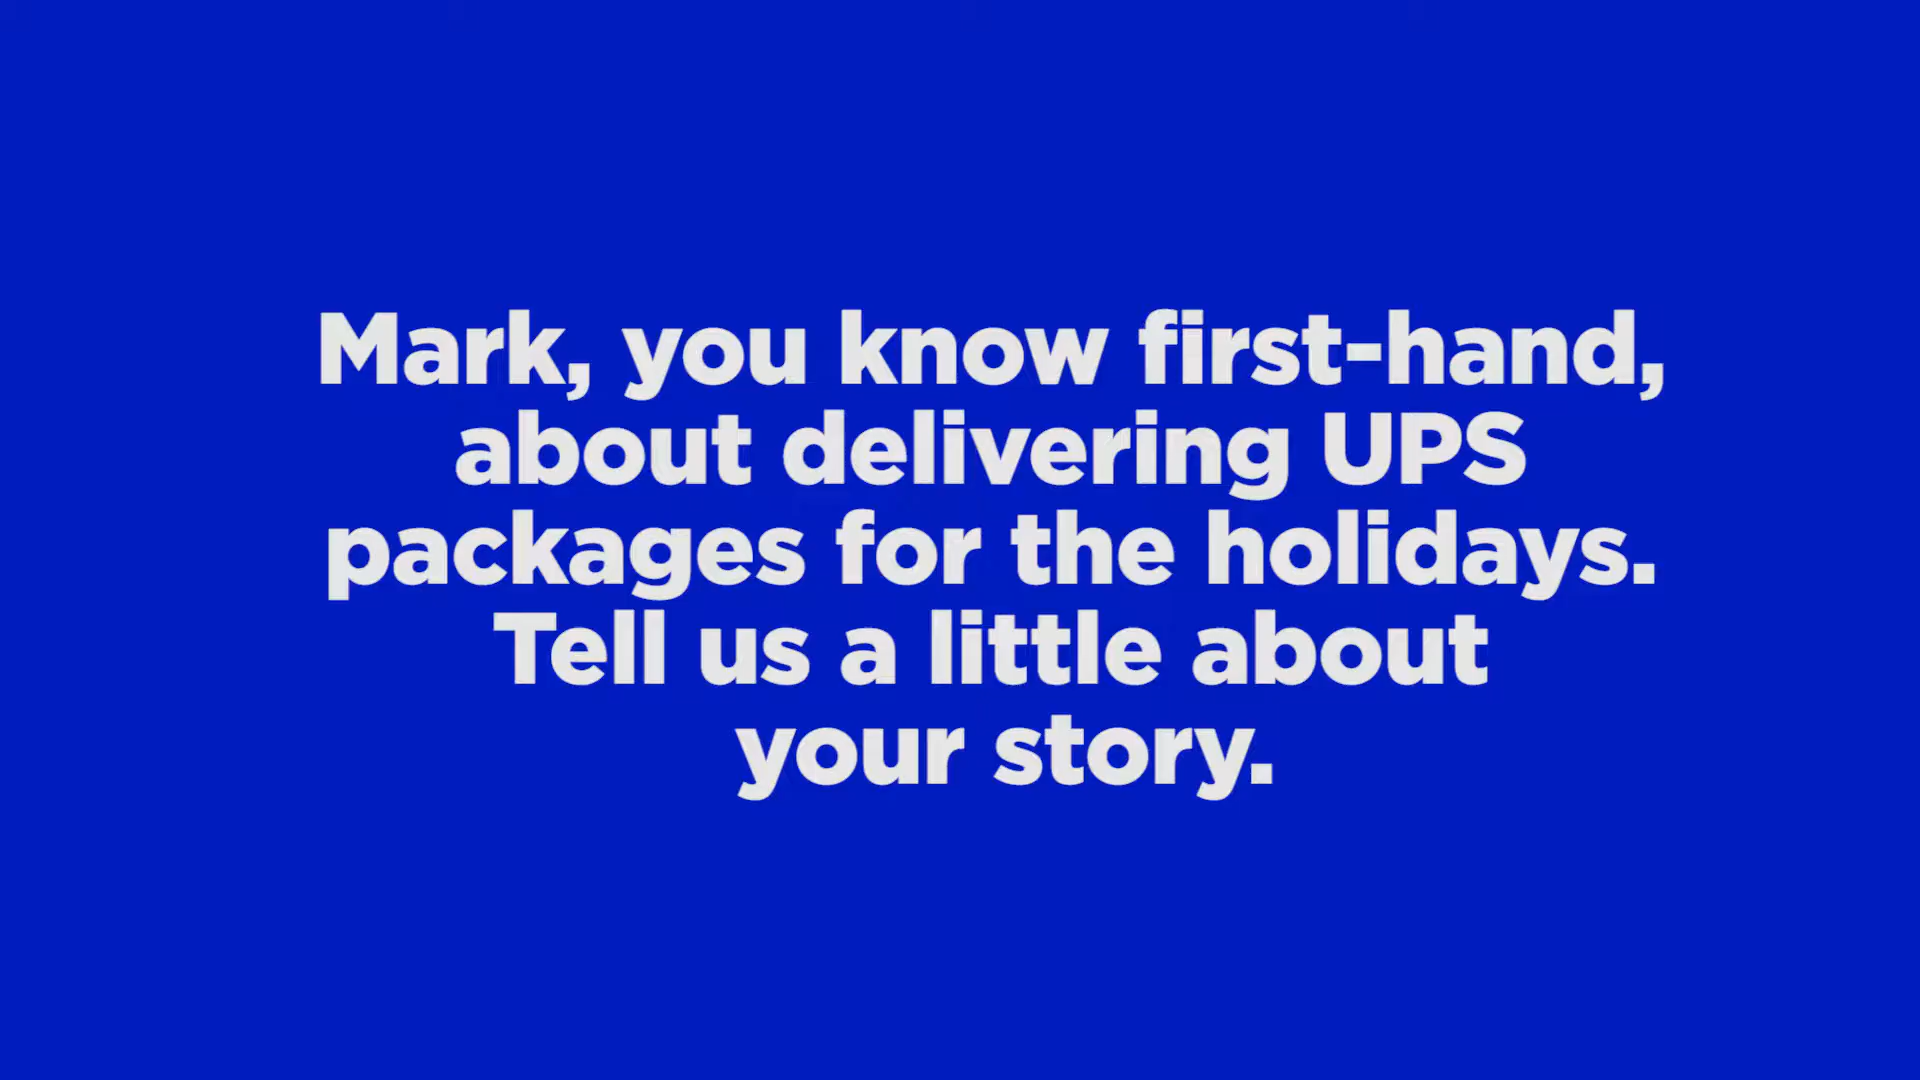 Mark, you know first-hand,
about delivering UPS
packages for the holidays.
Tell us a little about
your story.